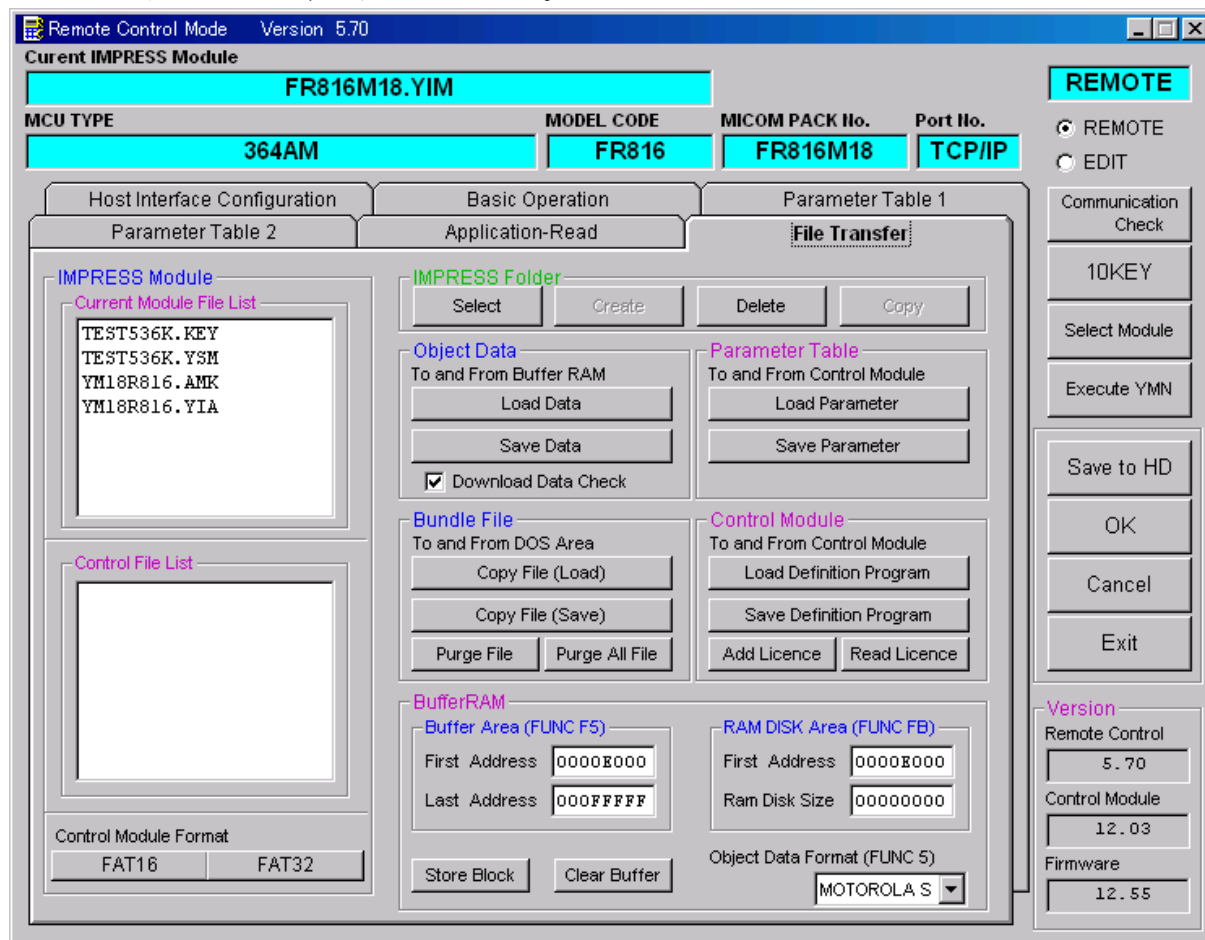 Remote Control Mode Version 5.70
Curent IMPRESS Module
FR816M18.YIM
MCU TYPE
364AM
MODEL CODE
FR816
MICOM PACK No.
FR816M18
Port No.
TCP/IP
REMOTE
REMOTE
EDIT
Host Interface Configuration
Basic Operation
Parameter Table 1
Parameter Table 2
Application-Read
File Transfer
IMPRESS Module
Current Module File List
TEST536K.KEY
TEST536K.YSM
YM18R816.AMK
YM18R816.YIA
Control File List
Control Module Format
FAT16
FAT32
IMPRESS Folder
Select
Create
Delete
Copy
Object Data
To and From Buffer RAM
Load Data
Save Data
Download Data Check
Parameter Table
To and From Control Module
Load Parameter
Save Parameter
Bundle File
To and From DOS Area
Copy File (Load)
Copy File (Save)
Purge File
Purge All File
Control Module
To and From Control Module
Load Definition Program
Save Definition Program
Add Licence
Read Licence
BufferRAM
Buffer Area (FUNC F5)
First Address 0000E000
Last Address 000FFFFF
RAM DISK Area (FUNC FB)
First Address 0000E000
Ram Disk Size 00000000
Store Block
Clear Buffer
Object Data Format (FUNC 5)
MOTOROLA S
Communication
Check
10KEY
Select Module
Execute YMN
Save to HD
OK
Cancel
Exit
Version
Remote Control
5.70
Control Module
12.03
Firmware
12.55